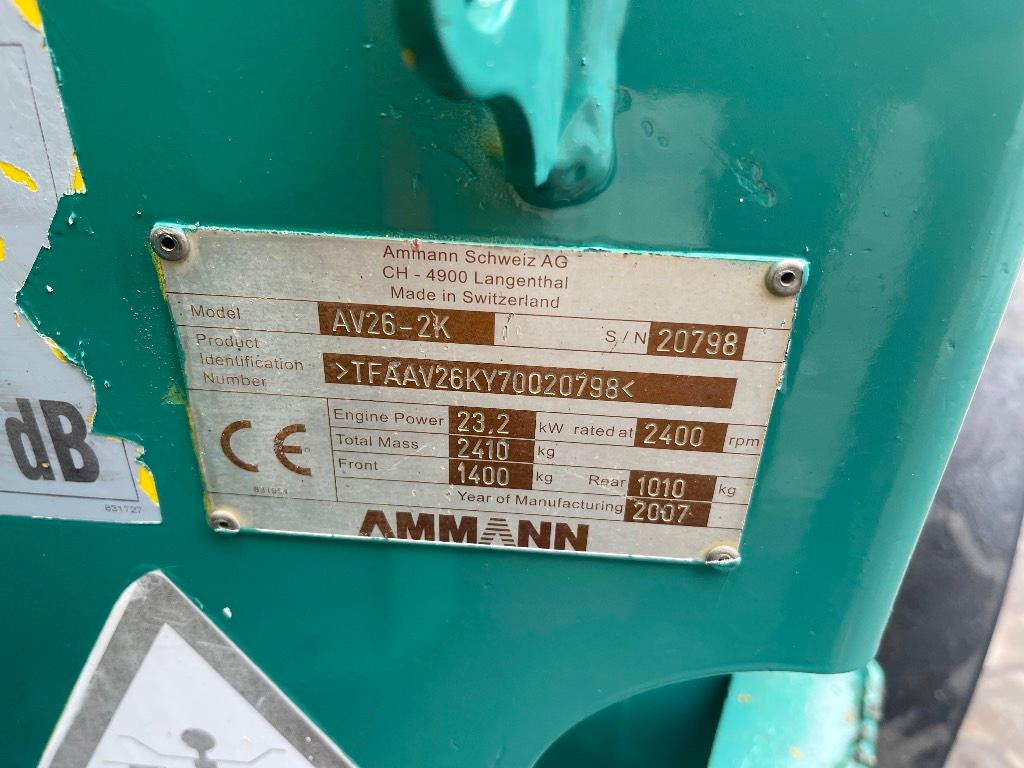 Ammann Schweiz AG
CH - 4900 Langenthal
Made in Switzerland
Model AV26-2K S/N 20798
Product
Identification
Number >TFAAV26KY70020798<
CE
Engine Power 23.2 kW rated at 2400 rpm
Total Mass 2410 kg
Front 1400 kg Rear 1010 kg
Year of Manufacturing 2007
AMMANN
dB
831727